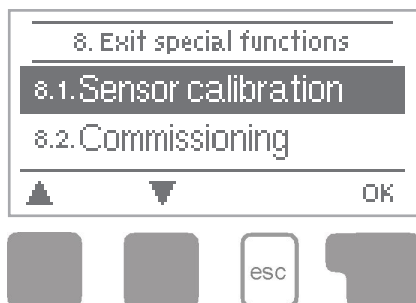 8. Exit special functions
8.1.Sensor calibration
8.2.Commissioning
OK
esc